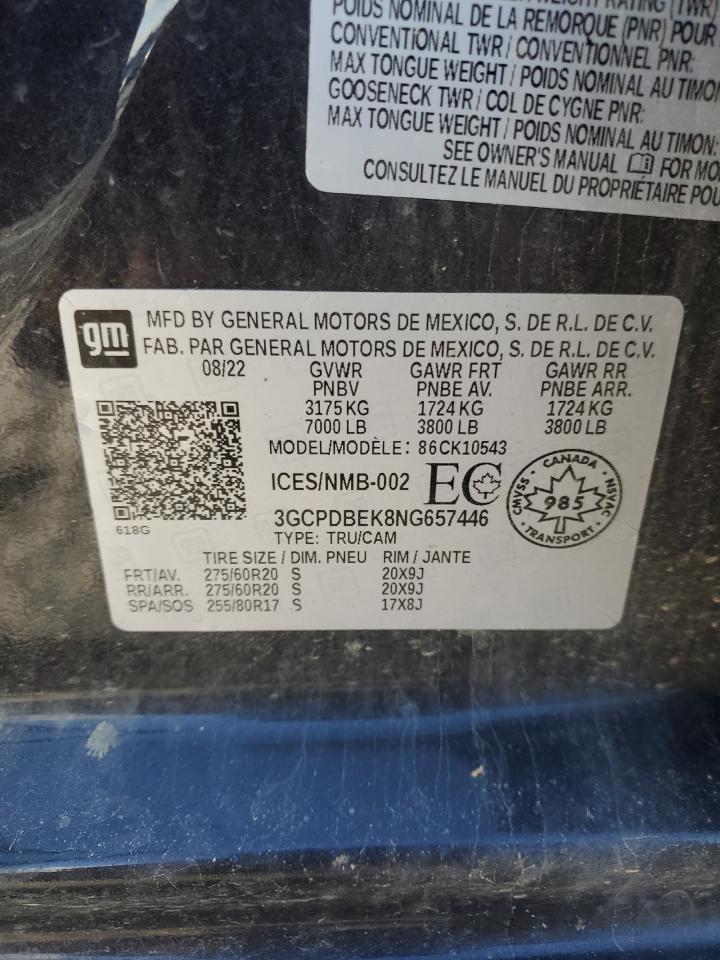 WEIGHT RATING (TWR)
POIDS NOMINAL DE LA REMORQUE (PNR) POUR
CONVENTIONAL TWR / CONVENTIONNEL PNR:
MAX TONGUE WEIGHT / POIDS NOMINAL AU TIMON
GOOSENECK TWR / COL DE CYGNE PNR:
MAX TONGUE WEIGHT / POIDS NOMINAL AU TIMON:
SEE OWNER'S MANUAL FOR
CONSULTEZ LE MANUEL DU PROPRIÉTAIRE
gm
MFD BY GENERAL MOTORS DE MEXICO, S. DE R.L. DE C.V.
FAB. PAR GENERAL MOTORS DE MEXICO, S. DE R.L. DE C.V.
08/22 GVWR GAWR FRT GAWR RR
PNBV PNBE AV. PNBE ARR.
3175 KG 1724 KG 1724 KG
7000 LB 3800 LB 3800 LB
MODEL/MODÈLE: 86CK10543
ICES/NMB-002 EC
CANADA
CMVSS 985 NSVAC
TRANSPORT
618G
3GCPDBEK8NG657446
TYPE: TRU/CAM
TIRE SIZE / DIM. PNEU RIM / JANTE
FRT/AV. 275/60R20 S 20X9J
RR/ARR. 275/60R20 S 20X9J
SPA/SOS 255/80R17 S 17X8J